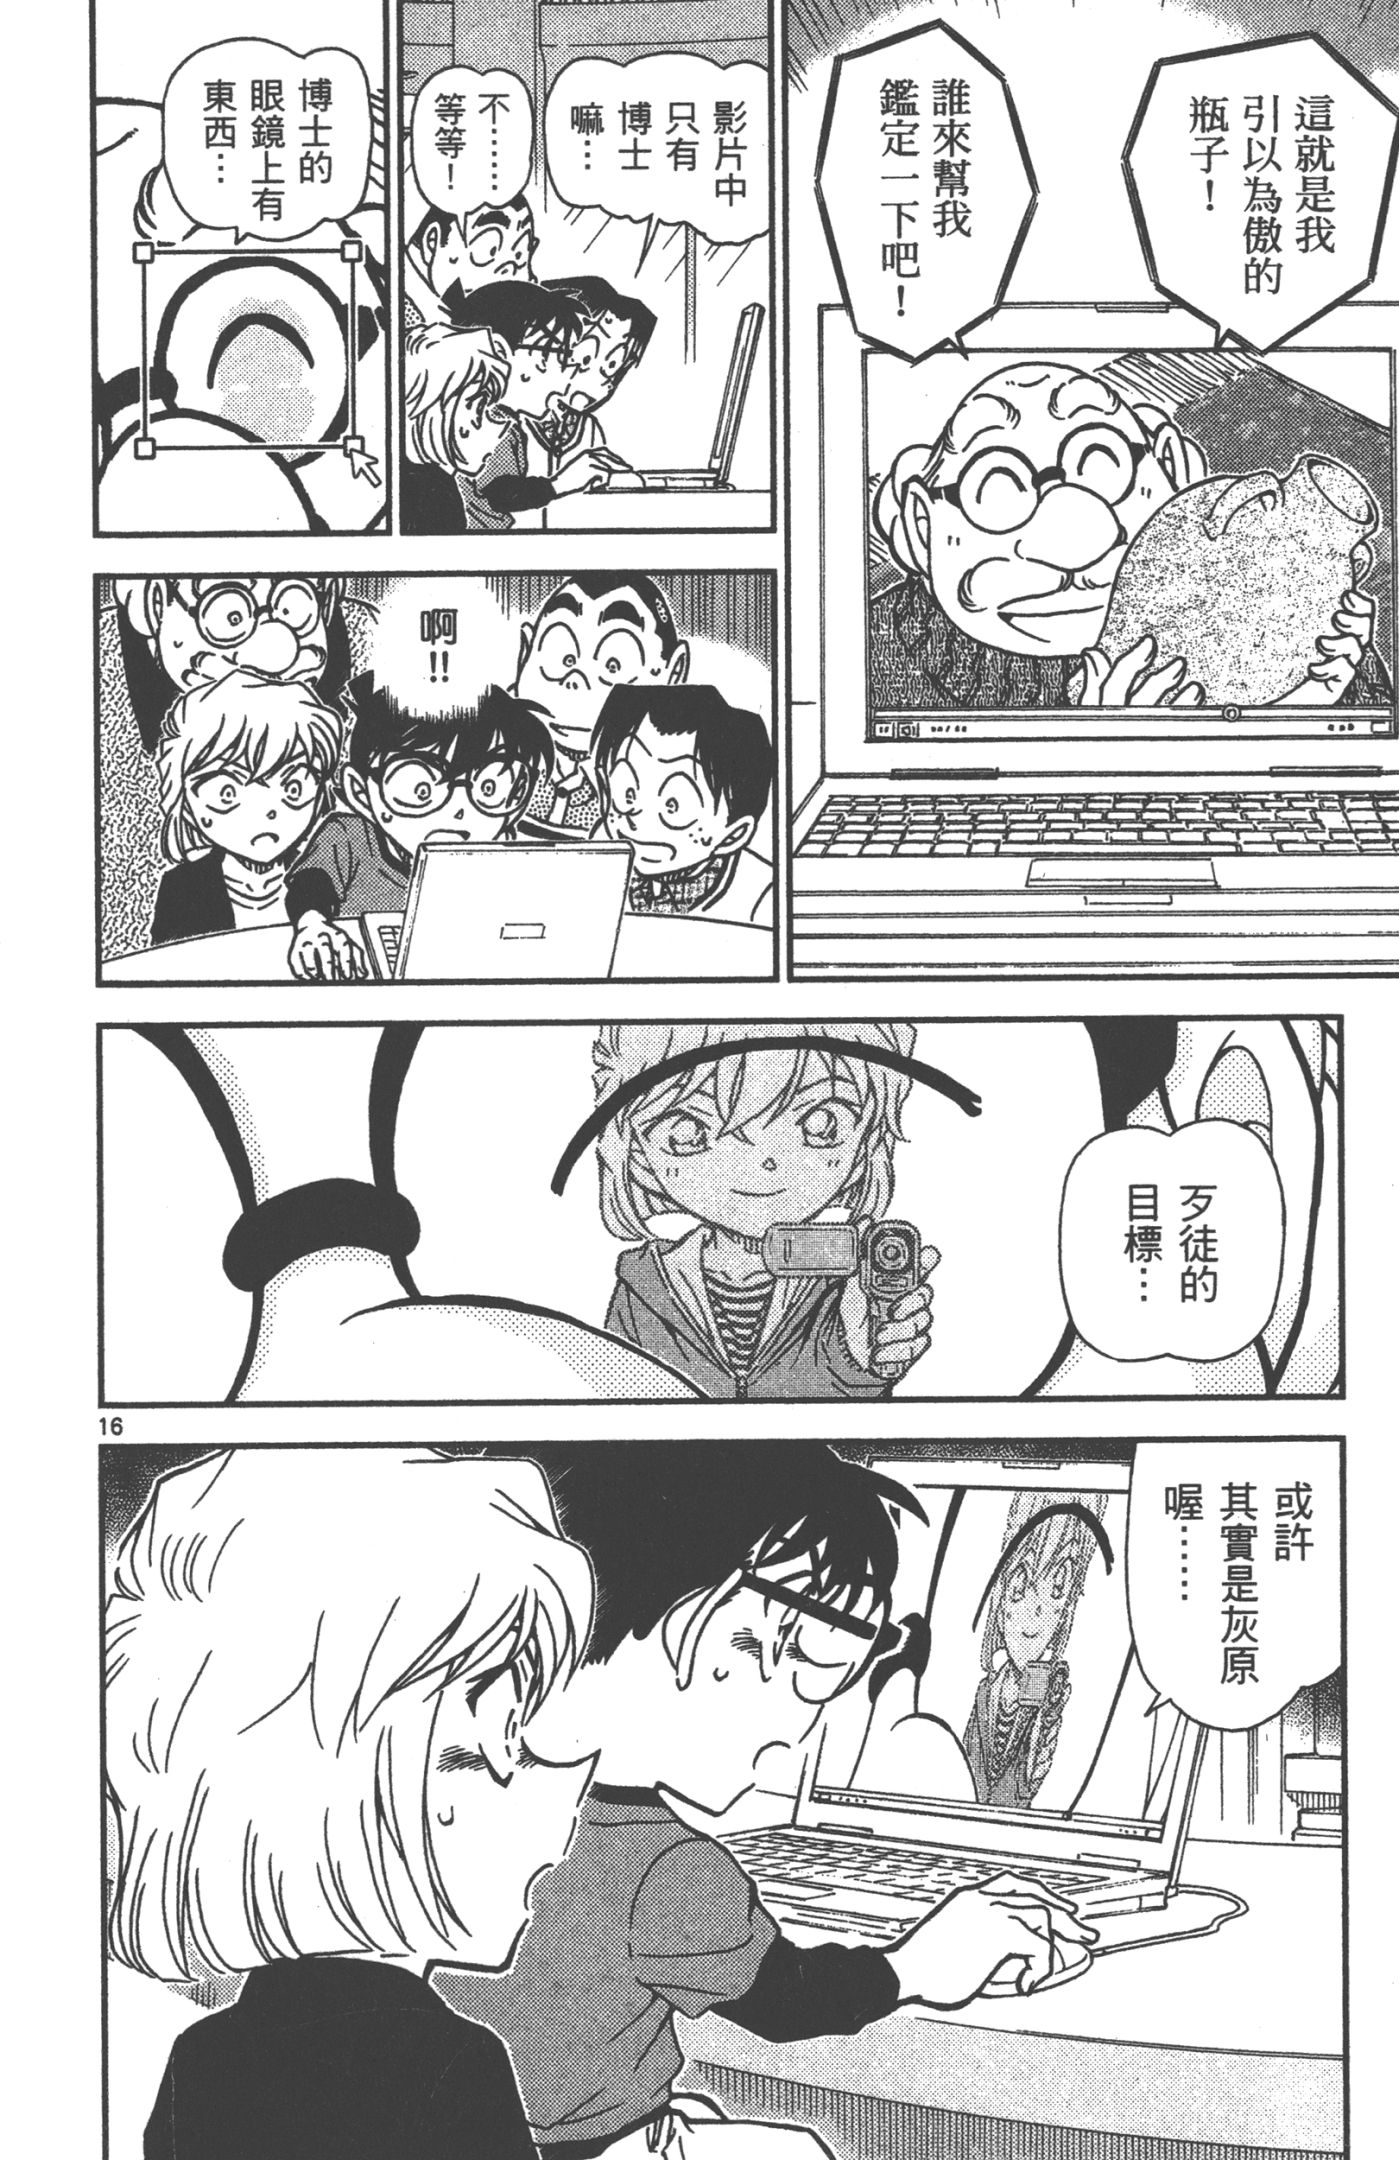 這就是我
引以為傲的
瓶子！
誰來幫我
鑑定一下吧！
影片中
只有
博士
嘛…
不……
等等！
博士的
眼鏡上有
東西…
啊!!
歹徒的
目標…
16
或許
其實是灰原
喔……